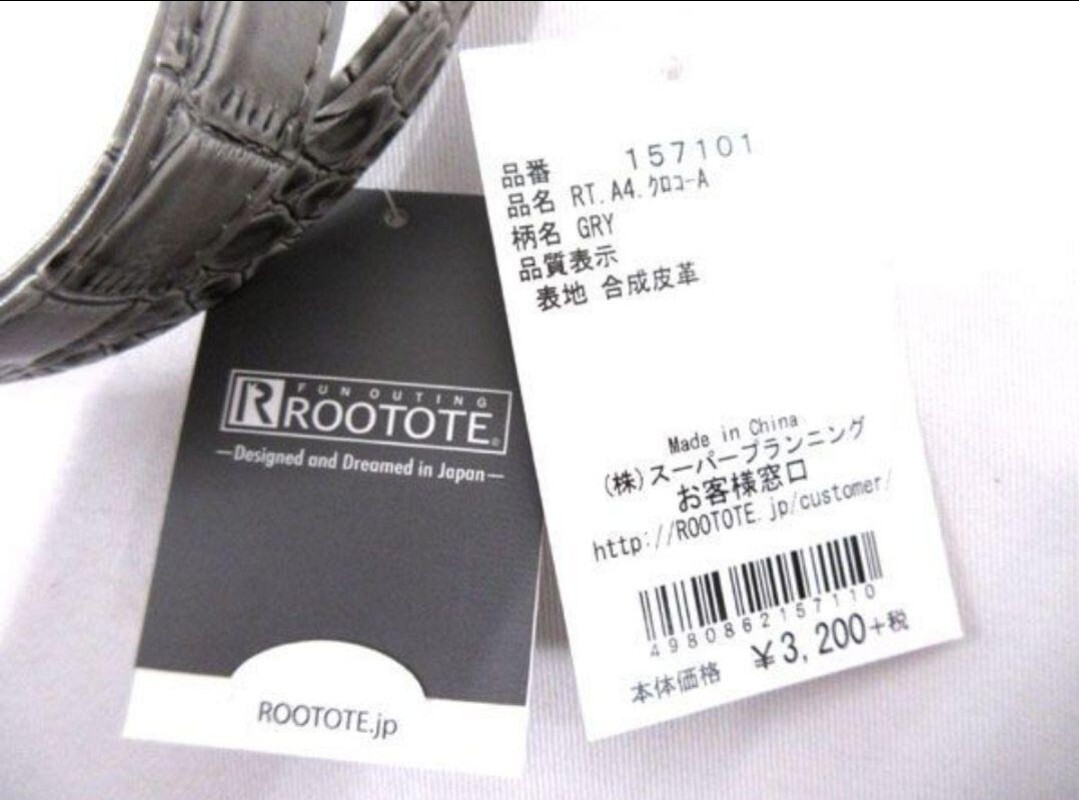 FUN OUTING
R ROOTOTE®
—Designed and Dreamed in Japan—
ROOTOTE.jp
品番 157101
品名 RT.A4.ｸﾛｺｰA
柄名 GRY
品質表示
表地 合成皮革
Made in China
(株)スーパープランニング
お客様窓口
http://ROOTOTE.jp/customer/
4980862157110
本体価格 ¥3,200+税